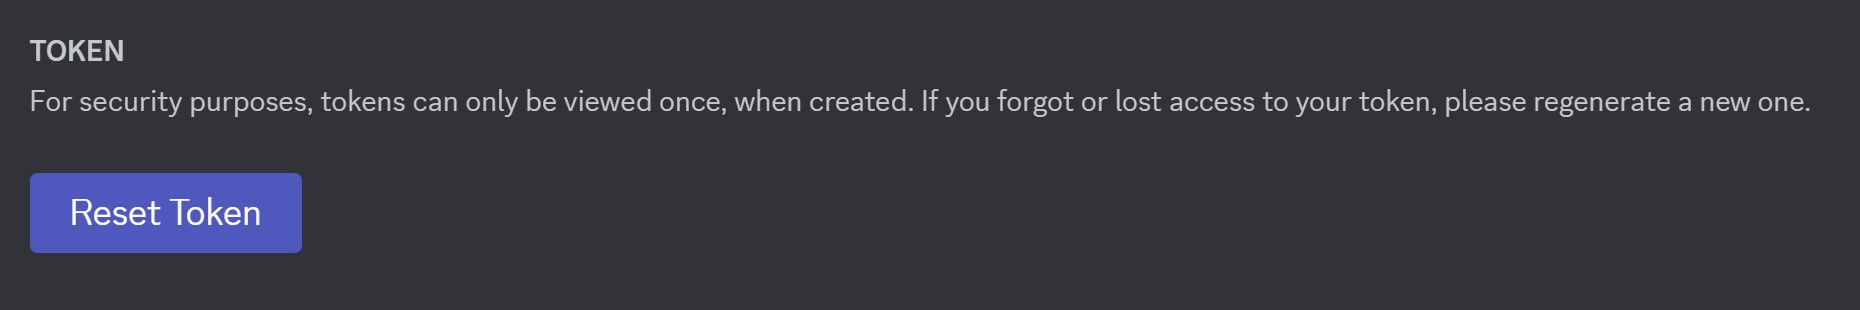 TOKEN
For security purposes, tokens can only be viewed once, when created. If you forgot or lost access to your token, please regenerate a new one.
Reset Token